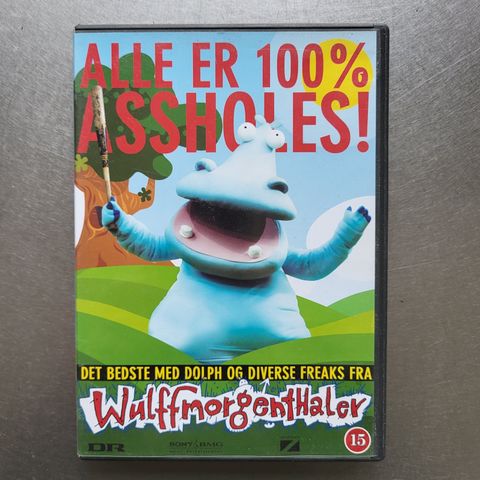 ALLE ER 100%
ASSHOLES!
DET BEDSTE MED DOLPH OG DIVERSE FREAKS FRA
Wulffmorgenthaler
DR
SONY BMG
15